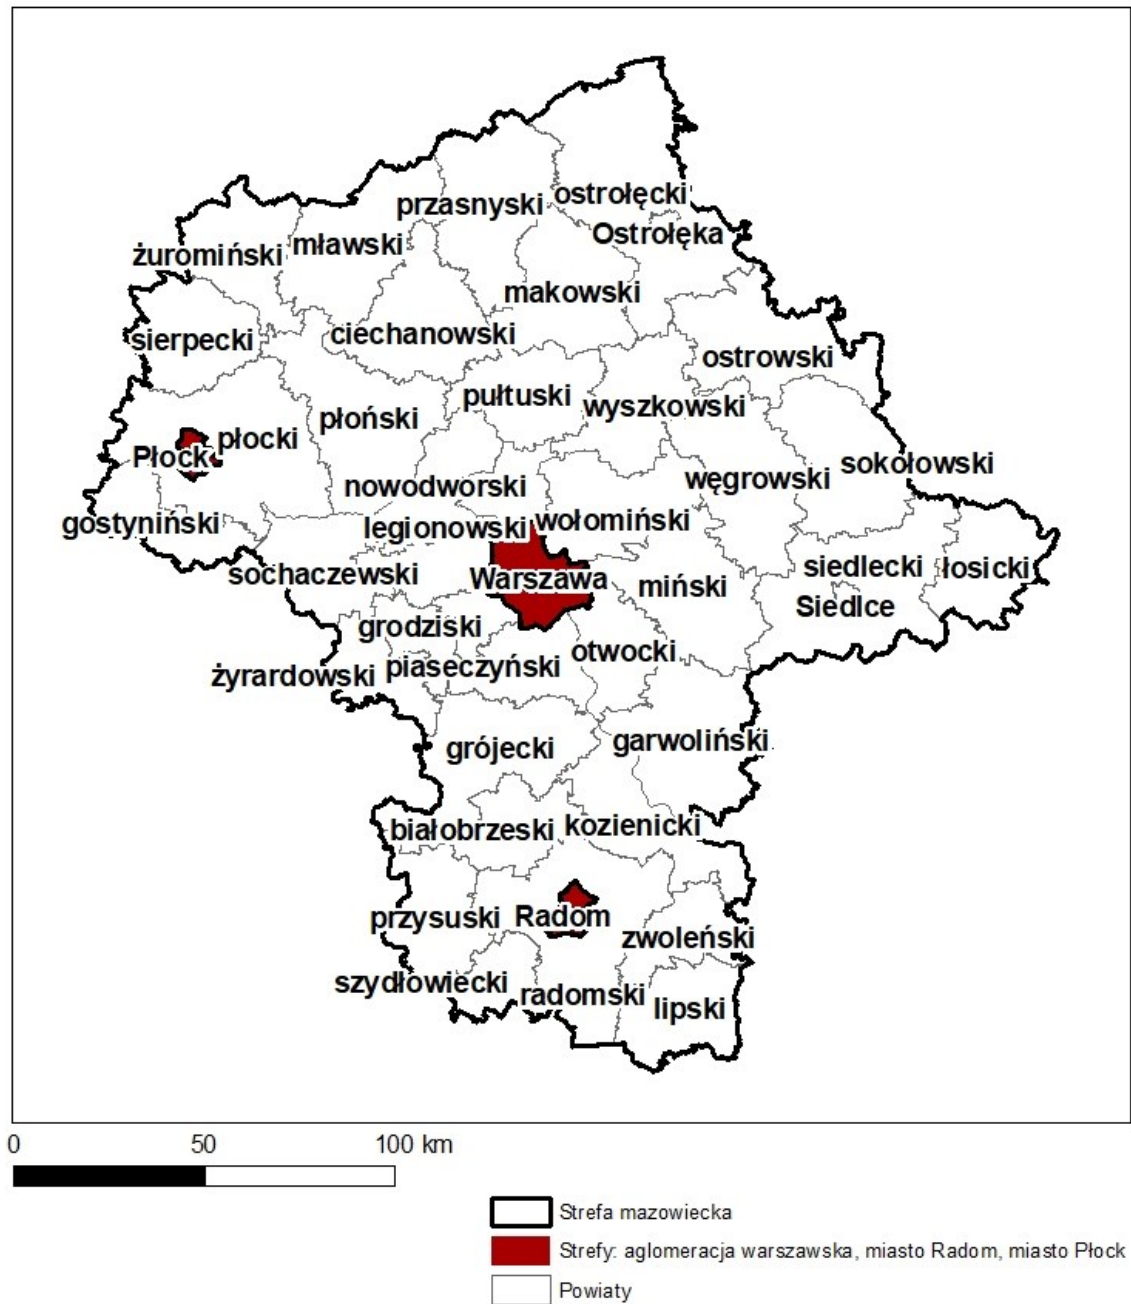 ostrołęcki
przasnyski
Ostrołęka
mławski
żuromiński
makowski
ciechanowski
sierpecki
ostrowski
pułtuski
wyszkowski
płoński
płocki
Płock
sokołowski
węgrowski
nowodworski
gostyniński
legionowski
wołomiński
siedlecki
łosicki
sochaczewski
Warszawa
miński
Siedlce
grodziski
otwocki
piaseczyński
żyrardowski
garwoliński
grójecki
białobrzeski
kozienicki
przysuski
Radom
zwoleński
szydłowiecki
radomski
lipski
0 50 100 km
Strefa mazowiecka
Strefy: aglomeracja warszawska, miasto Radom, miasto Płock
Powiaty